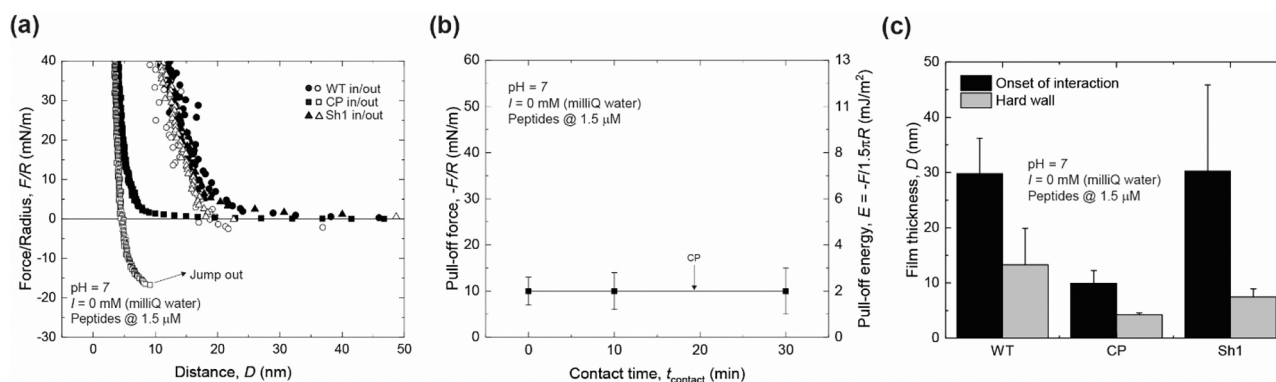 (a)
40
30
20
10
0
-10
-20
-30
Force/Radius, F/R (mN/m)
WT in/out
CP in/out
Sh1 in/out
Jump out
pH = 7
I = 0 mM (milliQ water)
Peptides @ 1.5 μM
0 10 20 30 40 50
Distance, D (nm)
(b)
60
50
40
30
20
10
0
Pull-off force, -F/R (mN/m)
pH = 7
I = 0 mM (milliQ water)
Peptides @ 1.5 μM
CP
13
11
8
6
4
2
0
Pull-off energy, E = -F/1.5πR (mJ/m²)
0 10 20 30
Contact time, t contact (min)
(c)
50
40
30
20
10
0
Film thickness, D (nm)
Onset of interaction
Hard wall
pH = 7
I = 0 mM (milliQ water)
Peptides @ 1.5 μM
WT CP Sh1